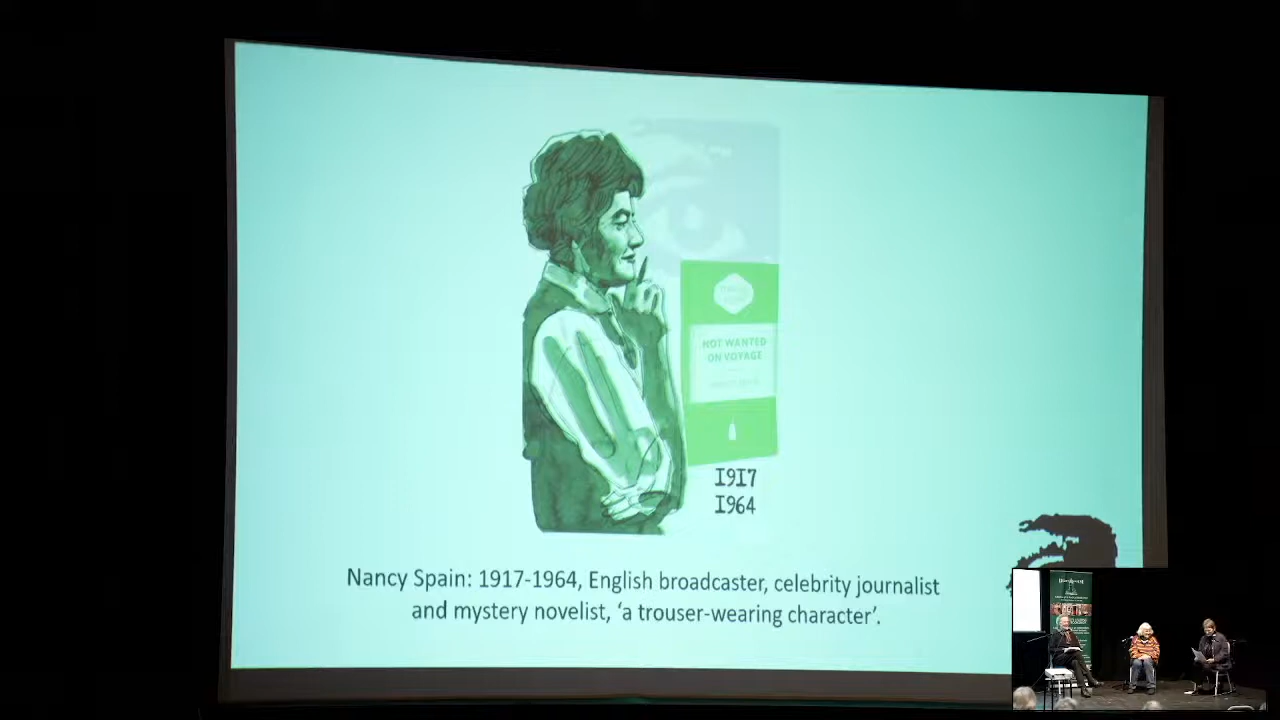 NOT WANTED
ON VOYAGE
1917
1964
Nancy Spain: 1917-1964, English broadcaster, celebrity journalist
and mystery novelist, ‘a trouser-wearing character’.